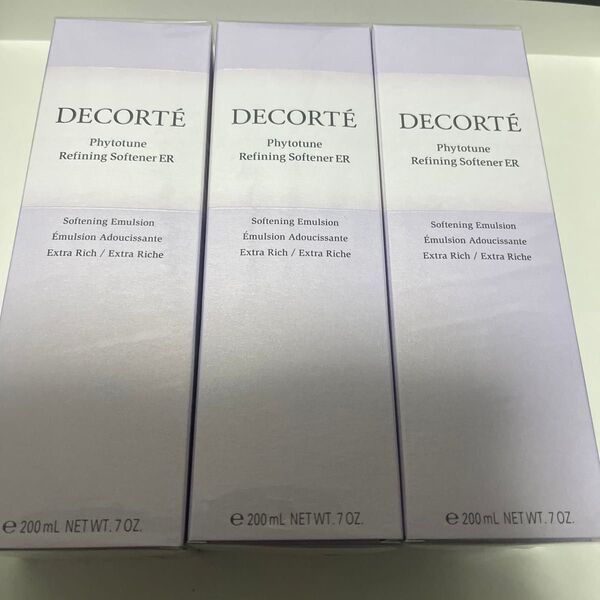 DECORTÉ
Phytotune
Refining Softener ER
Softening Emulsion
Émulsion Adoucissante
Extra Rich / Extra Riche
℮ 200 mL NET WT. 7 OZ.
DECORTÉ
Phytotune
Refining Softener ER
Softening Emulsion
Émulsion Adoucissante
Extra Rich / Extra Riche
℮ 200 mL NET WT. 7 OZ.
DECORTÉ
Phytotune
Refining Softener ER
Softening Emulsion
Émulsion Adoucissante
Extra Rich / Extra Riche
℮ 200 mL NET WT. 7 OZ.